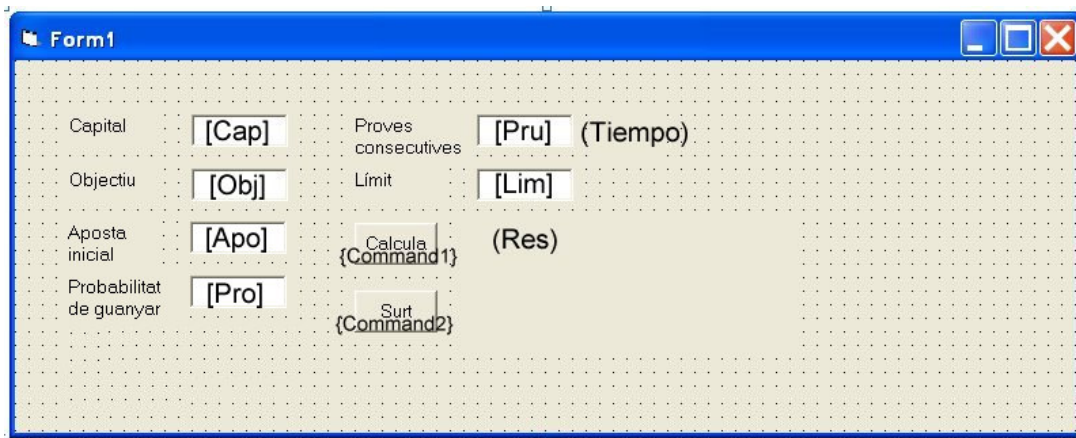 Form1
Capital [Cap]
Proves
consecutives [Pru] (Tiempo)
Objectiu [Obj]
Límit [Lim]
Aposta
inicial [Apo]
Calcula
{Command1}
(Res)
Probabilitat
de guanyar [Pro]
Surt
{Command2}